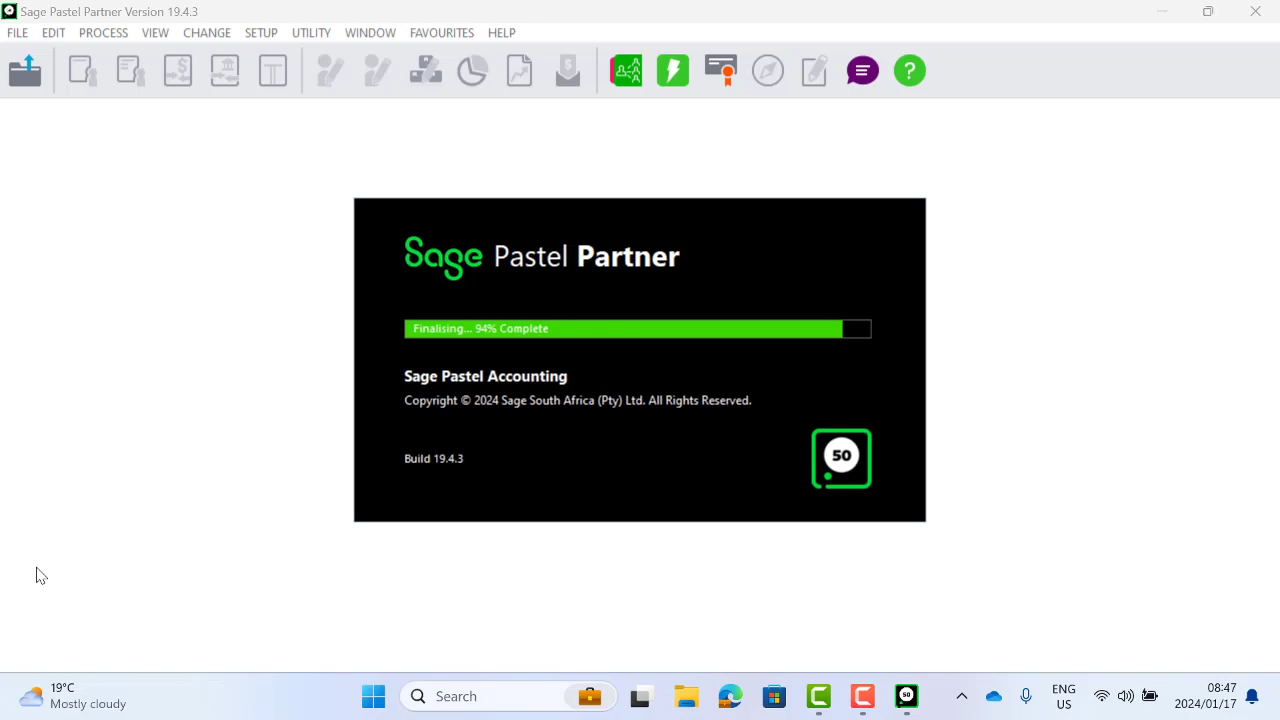 Sage Pastel Partner Version 19.4.3
FILE EDIT PROCESS VIEW CHANGE SETUP UTILITY WINDOW FAVOURITES HELP
Sage Pastel Partner
Finalising... 94% Complete
Sage Pastel Accounting
Copyright © 2024 Sage South Africa (Pty) Ltd. All Rights Reserved.
50
Build 19.4.3
19°C
Mostly cloudy
Search
50
ENG
US
08:47
2024/01/17